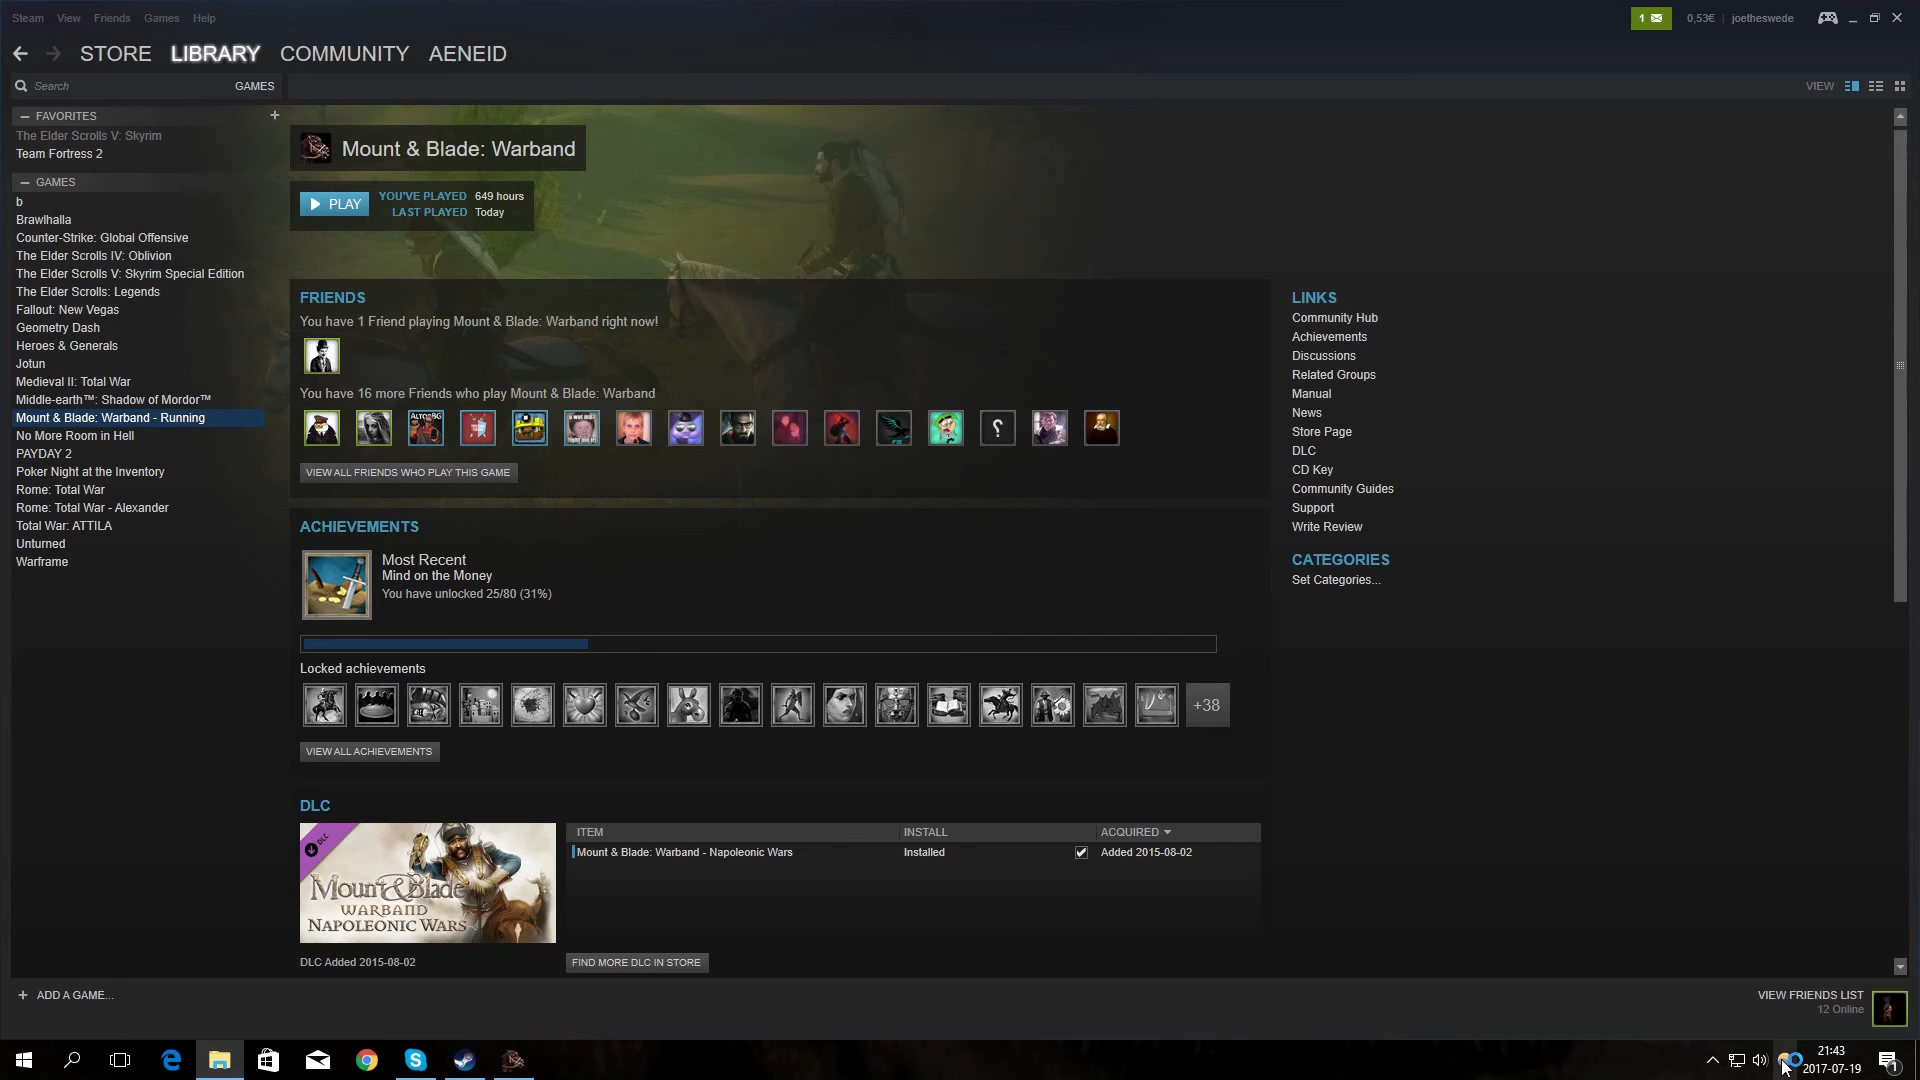 Steam View Friends Games Help
1 0,53€ | joetheswede
STORE LIBRARY COMMUNITY AENEID
Search GAMES
VIEW
— FAVORITES +
The Elder Scrolls V: Skyrim
Team Fortress 2
— GAMES
b
Brawlhalla
Counter-Strike: Global Offensive
The Elder Scrolls IV: Oblivion
The Elder Scrolls V: Skyrim Special Edition
The Elder Scrolls: Legends
Fallout: New Vegas
Geometry Dash
Heroes & Generals
Jotun
Medieval II: Total War
Middle-earth™: Shadow of Mordor™
Mount & Blade: Warband - Running
No More Room in Hell
PAYDAY 2
Poker Night at the Inventory
Rome: Total War
Rome: Total War - Alexander
Total War: ATTILA
Unturned
Warframe
Mount & Blade: Warband
PLAY
YOU'VE PLAYED 649 hours
LAST PLAYED Today
FRIENDS
You have 1 Friend playing Mount & Blade: Warband right now!
You have 16 more Friends who play Mount & Blade: Warband
?
VIEW ALL FRIENDS WHO PLAY THIS GAME
ACHIEVEMENTS
Most Recent
Mind on the Money
You have unlocked 25/80 (31%)
Locked achievements
+38
VIEW ALL ACHIEVEMENTS
DLC
DLC
Mount & Blade
WARBAND
NAPOLEONIC WARS
DLC Added 2015-08-02
ITEM INSTALL ACQUIRED
Mount & Blade: Warband - Napoleonic Wars Installed Added 2015-08-02
FIND MORE DLC IN STORE
LINKS
Community Hub
Achievements
Discussions
Related Groups
Manual
News
Store Page
DLC
CD Key
Community Guides
Support
Write Review
CATEGORIES
Set Categories...
+ ADD A GAME...
VIEW FRIENDS LIST
12 Online
21:43
2017-07-19
1